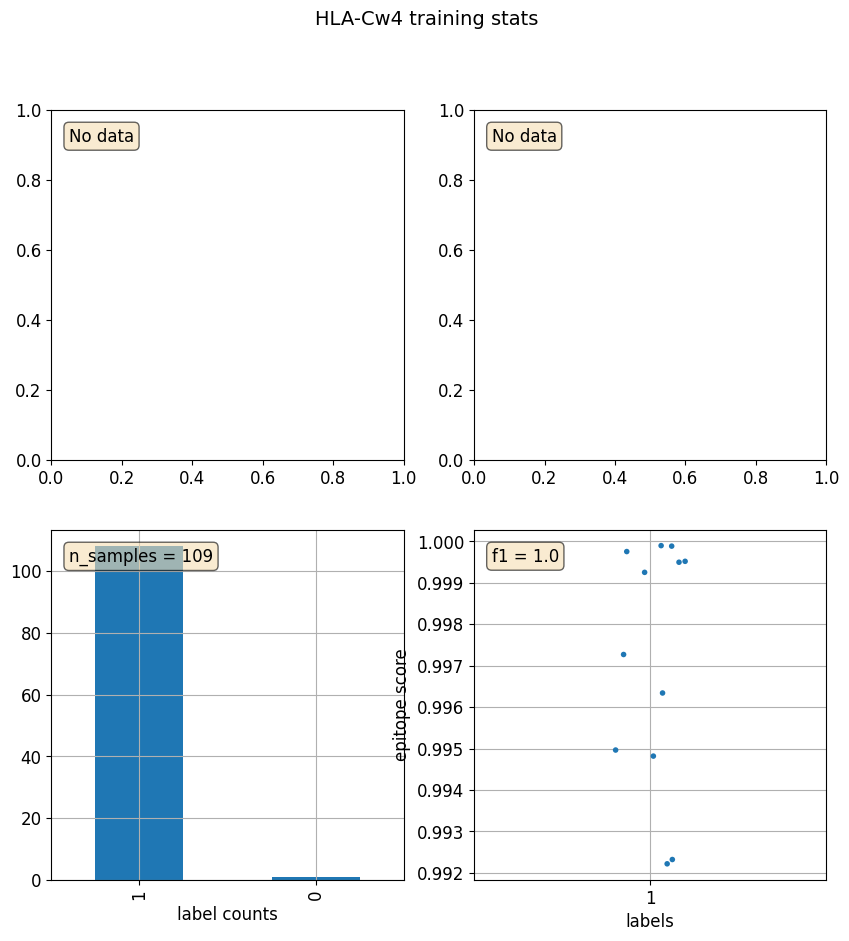 HLA-Cw4 training stats
No data
1.0
0.8
0.6
0.4
0.2
0.0
0.0 0.2 0.4 0.6 0.8 1.0
No data
1.0
0.8
0.6
0.4
0.2
0.0
0.0 0.2 0.4 0.6 0.8 1.0
n_samples = 109
100
80
60
40
20
0
1 0
label counts
f1 = 1.0
1.000
0.999
0.998
0.997
0.996
0.995
0.994
0.993
0.992
epitope score
1
labels